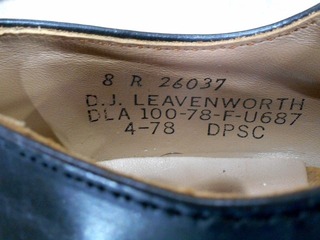 8 R 26037
D.J. LEAVENWORTH
DLA 100-78-F-U687
4-78 DPSC